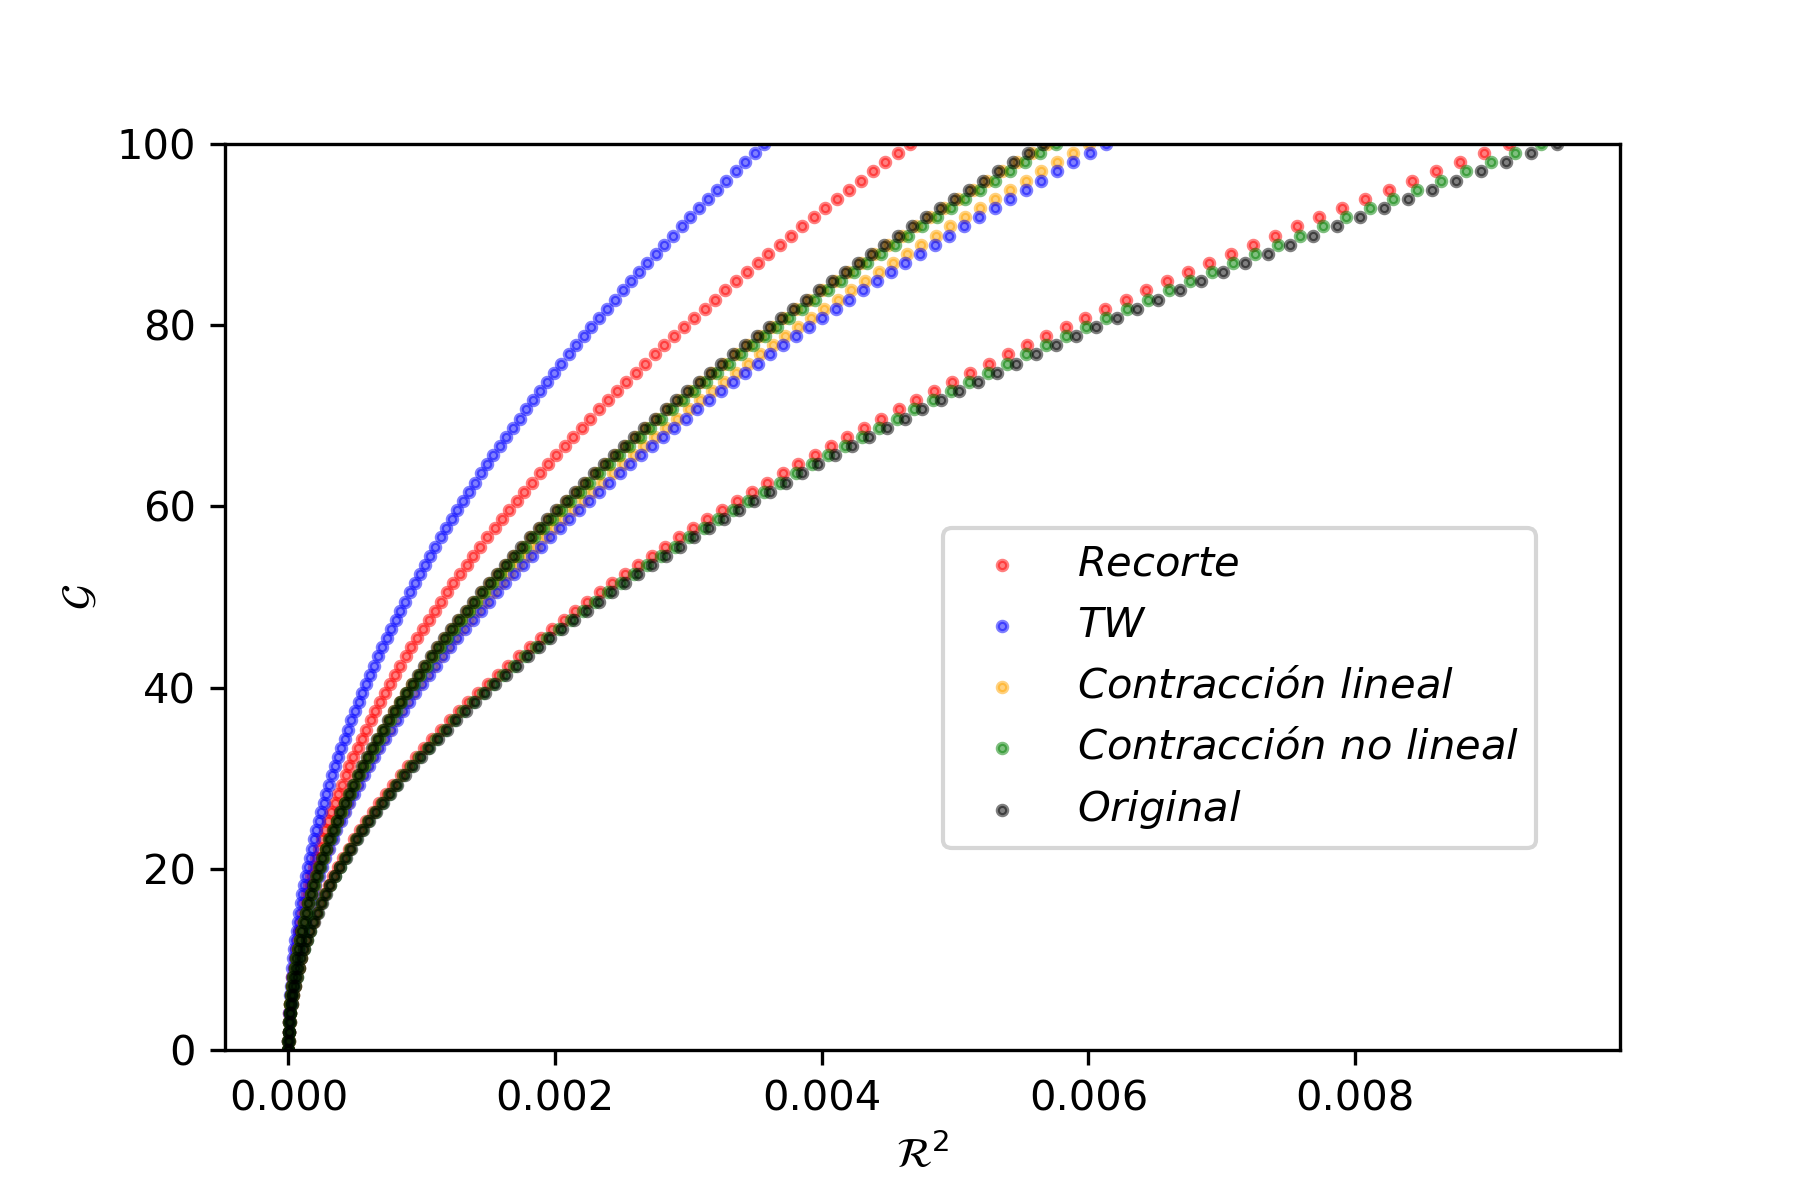 100
80
60
40
20
0
𝒢
0.000 0.002 0.004 0.006 0.008
ℛ²
Recorte
TW
Contracción lineal
Contracción no lineal
Original